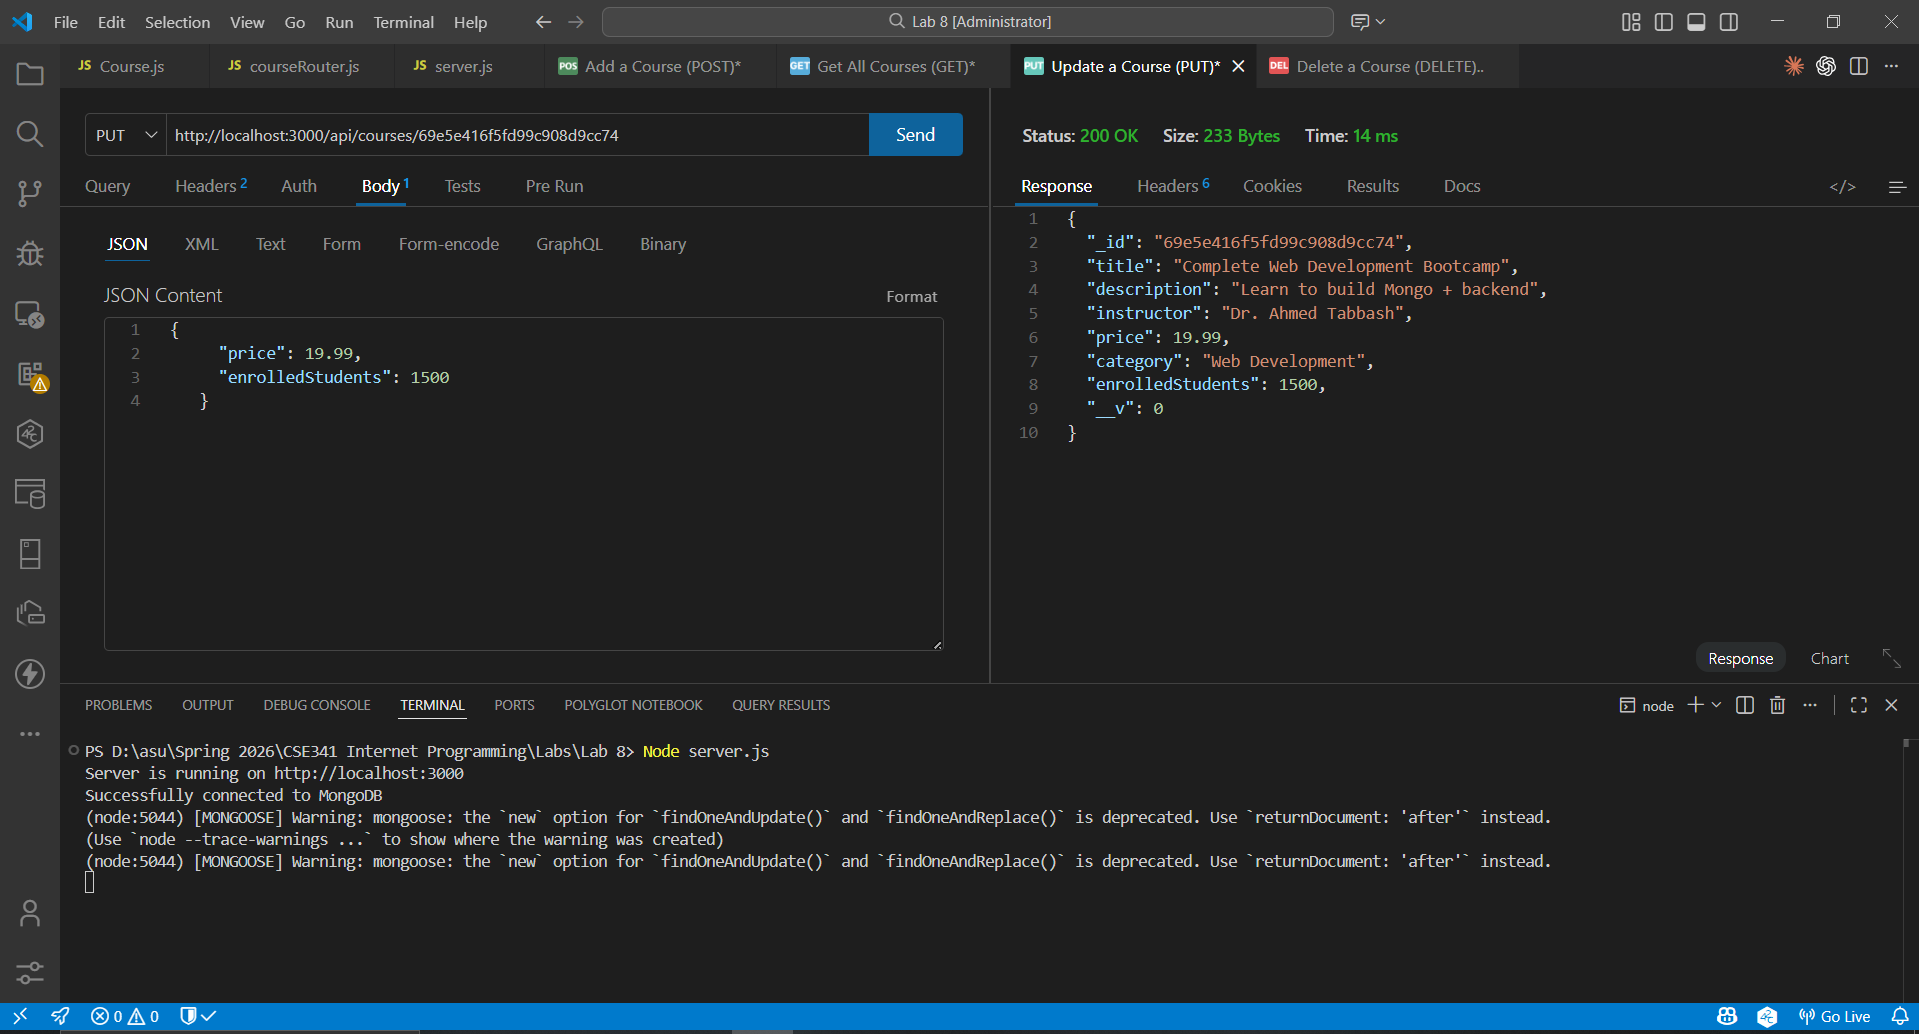 File Edit Selection View Go Run Terminal Help
Lab 8 [Administrator]
JS Course.js
JS courseRouter.js
JS server.js
POS Add a Course (POST)*
GET Get All Courses (GET)*
PUT Update a Course (PUT)*
DEL Delete a Course (DELETE)..
PUT http://localhost:3000/api/courses/69e5e416f5fd99c908d9cc74 Send
Query Headers 2 Auth Body 1 Tests Pre Run
JSON XML Text Form Form-encode GraphQL Binary
JSON Content Format
1 {
2 "price": 19.99,
3 "enrolledStudents": 1500
4 }
Status: 200 OK Size: 233 Bytes Time: 14 ms
Response Headers 6 Cookies Results Docs
</>
1 {
2 "_id": "69e5e416f5fd99c908d9cc74",
3 "title": "Complete Web Development Bootcamp",
4 "description": "Learn to build Mongo + backend",
5 "instructor": "Dr. Ahmed Tabbash",
6 "price": 19.99,
7 "category": "Web Development",
8 "enrolledStudents": 1500,
9 "__v": 0
10 }
Response Chart
PROBLEMS OUTPUT DEBUG CONSOLE TERMINAL PORTS POLYGLOT NOTEBOOK QUERY RESULTS
node
PS D:\asu\Spring 2026\CSE341 Internet Programming\Labs\Lab 8> Node server.js
Server is running on http://localhost:3000
Successfully connected to MongoDB
(node:5044) [MONGOOSE] Warning: mongoose: the `new` option for `findOneAndUpdate()` and `findOneAndReplace()` is deprecated. Use `returnDocument: 'after'` instead.
(Use `node --trace-warnings ...` to show where the warning was created)
(node:5044) [MONGOOSE] Warning: mongoose: the `new` option for `findOneAndUpdate()` and `findOneAndReplace()` is deprecated. Use `returnDocument: 'after'` instead.
0 0
Go Live